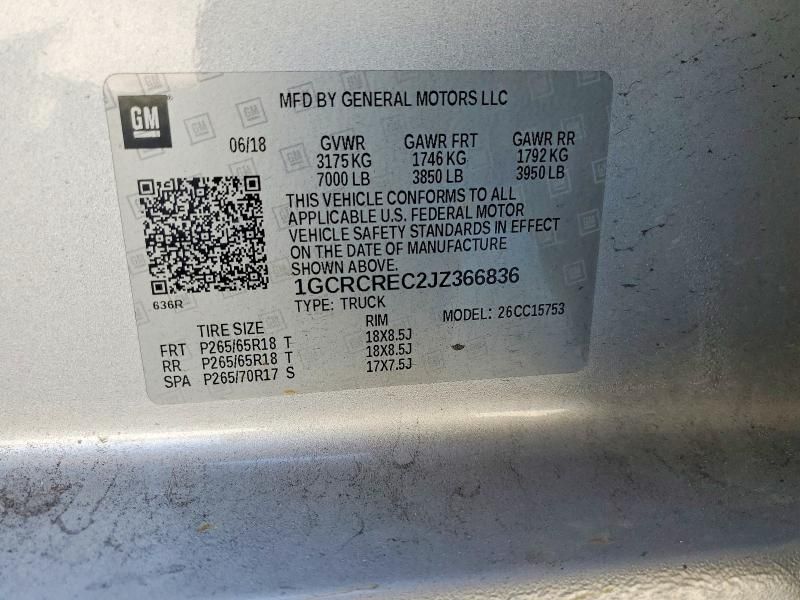 GM
MFD BY GENERAL MOTORS LLC
06/18 GVWR GAWR FRT GAWR RR
3175 KG 1746 KG 1792 KG
7000 LB 3850 LB 3950 LB
THIS VEHICLE CONFORMS TO ALL
APPLICABLE U.S. FEDERAL MOTOR
VEHICLE SAFETY STANDARDS IN EFFECT
ON THE DATE OF MANUFACTURE
SHOWN ABOVE.
1GCRCREC2JZ366836
636R
TYPE: TRUCK
MODEL: 26CC15753
TIRE SIZE RIM
FRT P265/65R18 T 18X8.5J
RR P265/65R18 T 18X8.5J
SPA P265/70R17 S 17X7.5J